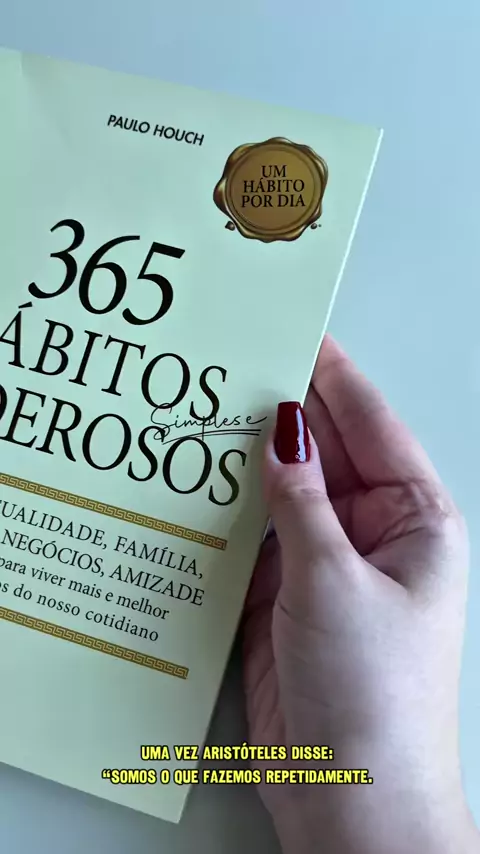 PAULO HOUCH
UM
HÁBITO
POR DIA
365
ÁBITOS
Simples e
DEROSOS
UALIDADE, FAMÍLIA,
NEGÓCIOS, AMIZADE
para viver mais e melhor
os do nosso cotidiano
UMA VEZ ARISTÓTELES DISSE:
“SOMOS O QUE FAZEMOS REPETIDAMENTE.